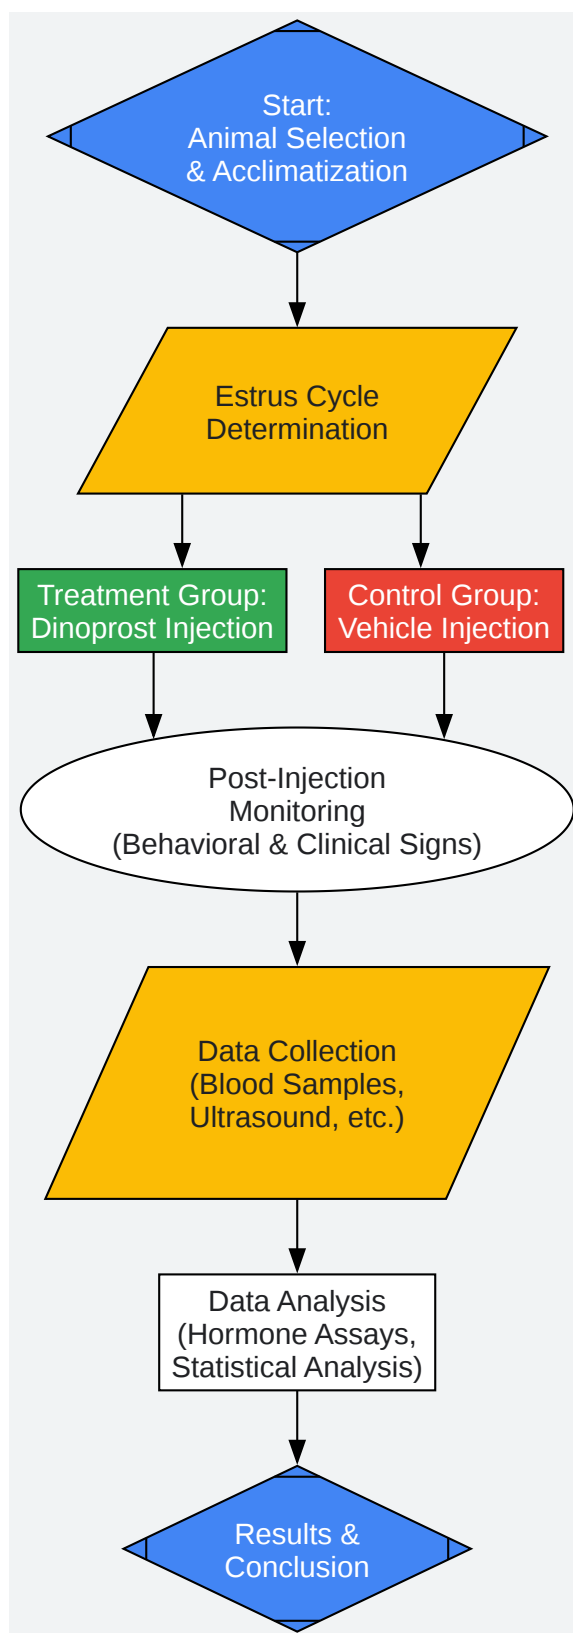 Start:
Animal Selection
& Acclimatization
Estrus Cycle
Determination
Treatment Group:
Dinoprost Injection
Control Group:
Vehicle Injection
Post-Injection
Monitoring
(Behavioral & Clinical Signs)
Data Collection
(Blood Samples,
Ultrasound, etc.)
Data Analysis
(Hormone Assays,
Statistical Analysis)
Results &
Conclusion